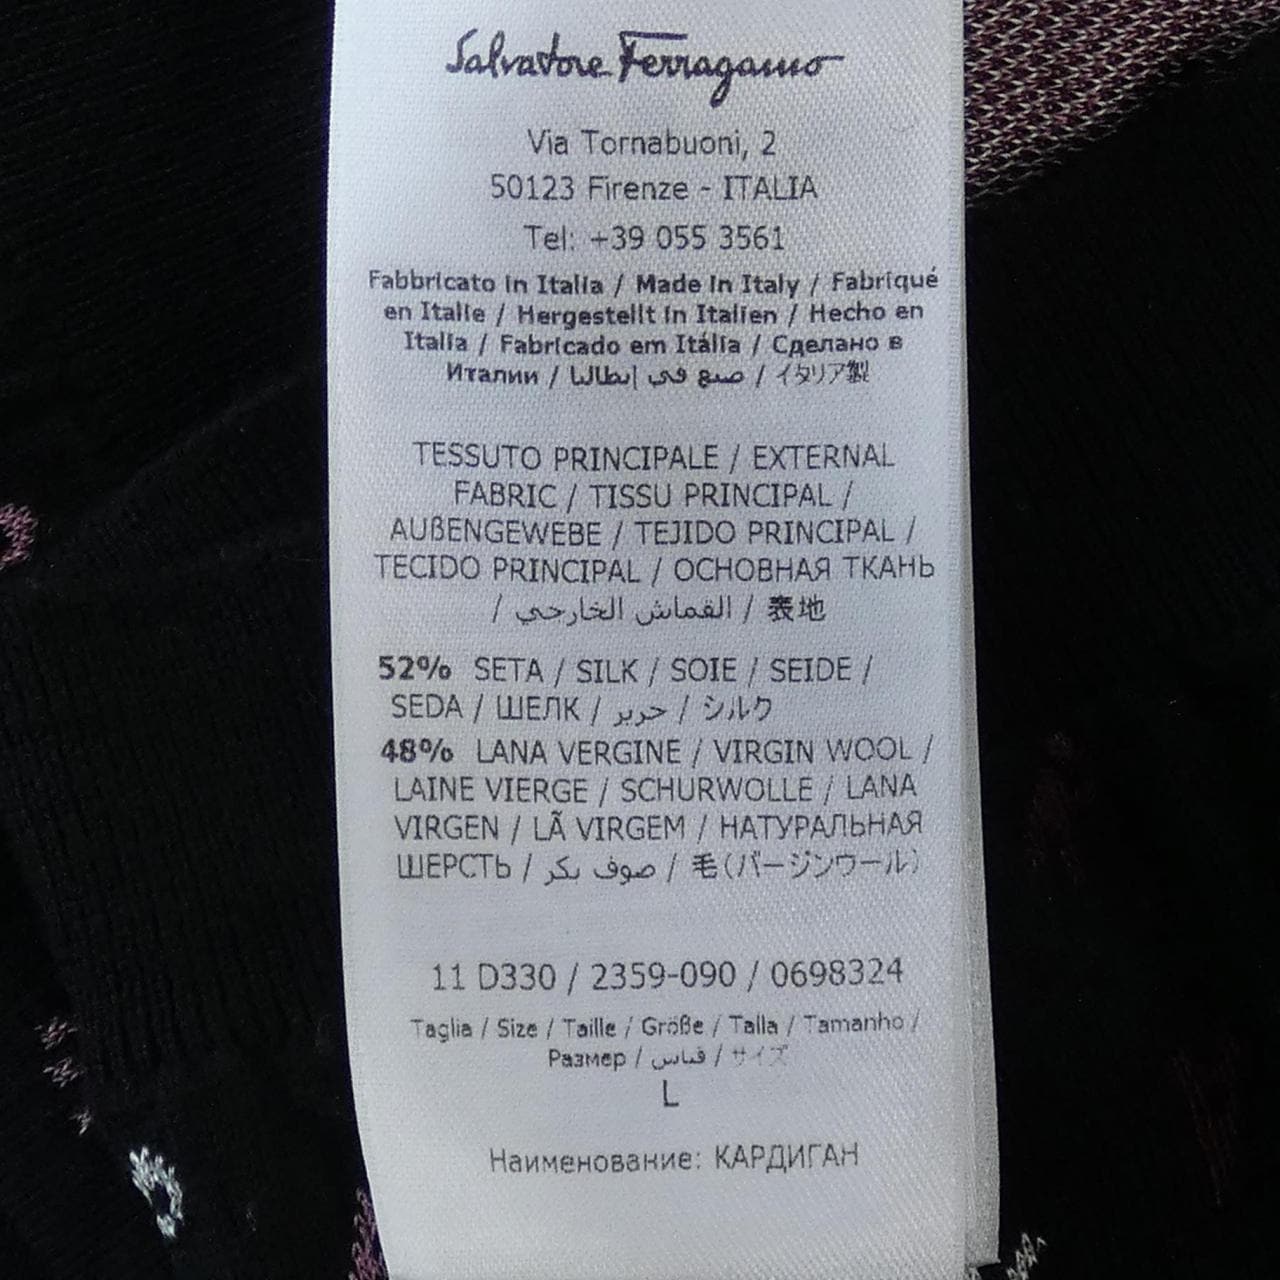 Salvatore Ferragamo
Via Tornabuoni, 2
50123 Firenze - ITALIA
Tel: +39 055 3561
Fabbricato in Italia / Made in Italy / Fabriqué
en Italie / Hergestellt in Italien / Hecho en
Italia / Fabricado em Itália / Сделано в
Италии / صنع في إيطاليا / イタリア製
TESSUTO PRINCIPALE / EXTERNAL
FABRIC / TISSU PRINCIPAL /
AUßENGEWEBE / TEJIDO PRINCIPAL /
TECIDO PRINCIPAL / ОСНОВНАЯ ТКАНЬ
/ القماش الخارجي / 表地
52% SETA / SILK / SOIE / SEIDE /
SEDA / ШЕЛК / حرير / シルク
48% LANA VERGINE / VIRGIN WOOL /
LAINE VIERGE / SCHURWOLLE / LANA
VIRGEN / LÃ VIRGEM / НАТУРАЛЬНАЯ
ШЕРСТЬ / صوف بكر / 毛(バージンウール)
11 D330 / 2359-090 / 0698324
Taglia / Size / Taille / Größe / Talla / Tamanho /
Размер / قياس / サイズ
L
Наименование: КАРДИГАН